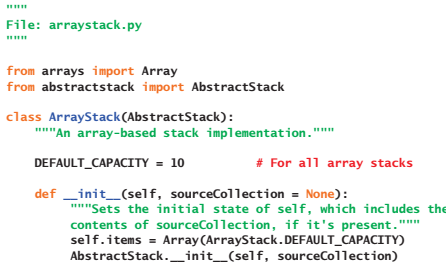 """
File: arraystack.py
"""
from arrays import Array
from abstractstack import AbstractStack
class ArrayStack(AbstractStack):
"""An array-based stack implementation."""
DEFAULT_CAPACITY = 10 # For all array stacks
def __init__(self, sourceCollection = None):
"""Sets the initial state of self, which includes the
contents of sourceCollection, if it's present."""
self.items = Array(ArrayStack.DEFAULT_CAPACITY)
AbstractStack.__init__(self, sourceCollection)